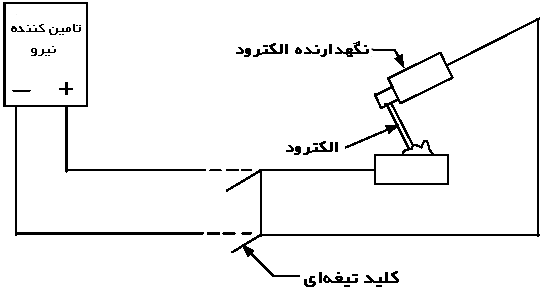 تامین کننده
نیرو
− +
نگهدارنده الکترود
الکترود
کلید تیغه‌ای